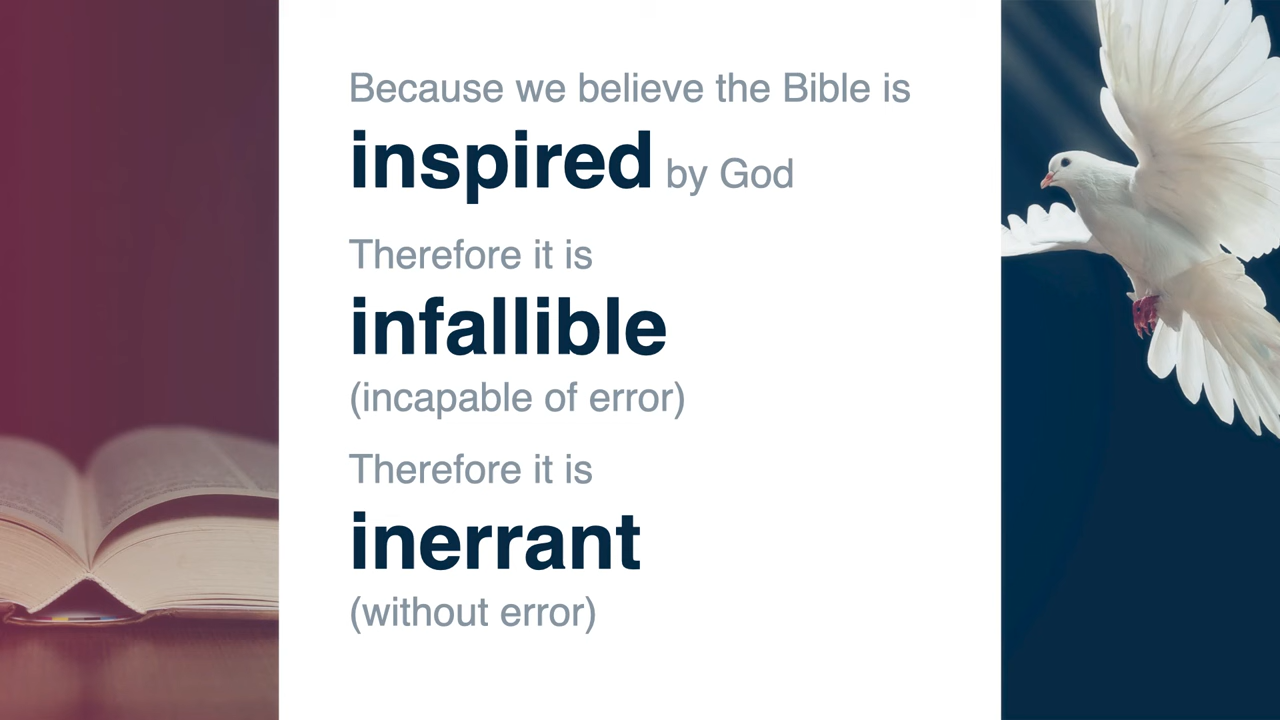 Because we believe the Bible is
inspired by God
Therefore it is
infallible
(incapable of error)
Therefore it is
inerrant
(without error)